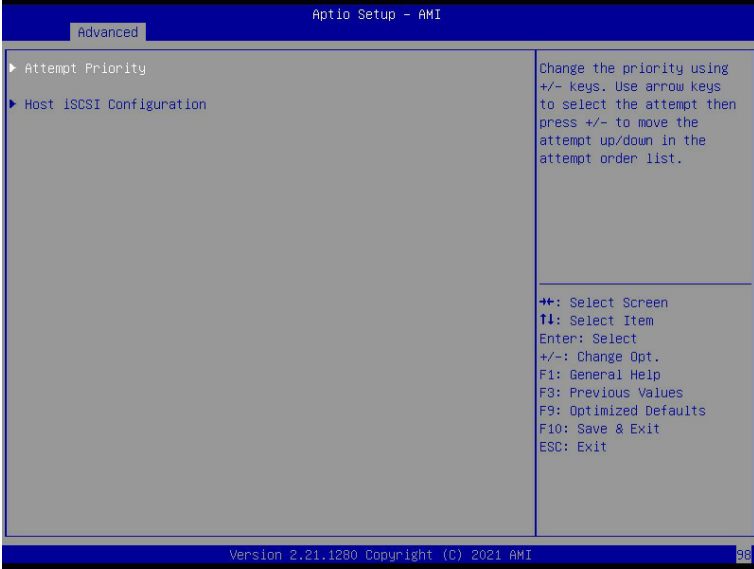 Aptio Setup – AMI
Advanced
▶ Attempt Priority
▶ Host iSCSI Configuration
Change the priority using
+/- keys. Use arrow keys
to select the attempt then
press +/- to move the
attempt up/down in the
attempt order list.
→←: Select Screen
↑↓: Select Item
Enter: Select
+/-: Change Opt.
F1: General Help
F3: Previous Values
F9: Optimized Defaults
F10: Save & Exit
ESC: Exit
Version 2.21.1280 Copyright (C) 2021 AMI
98